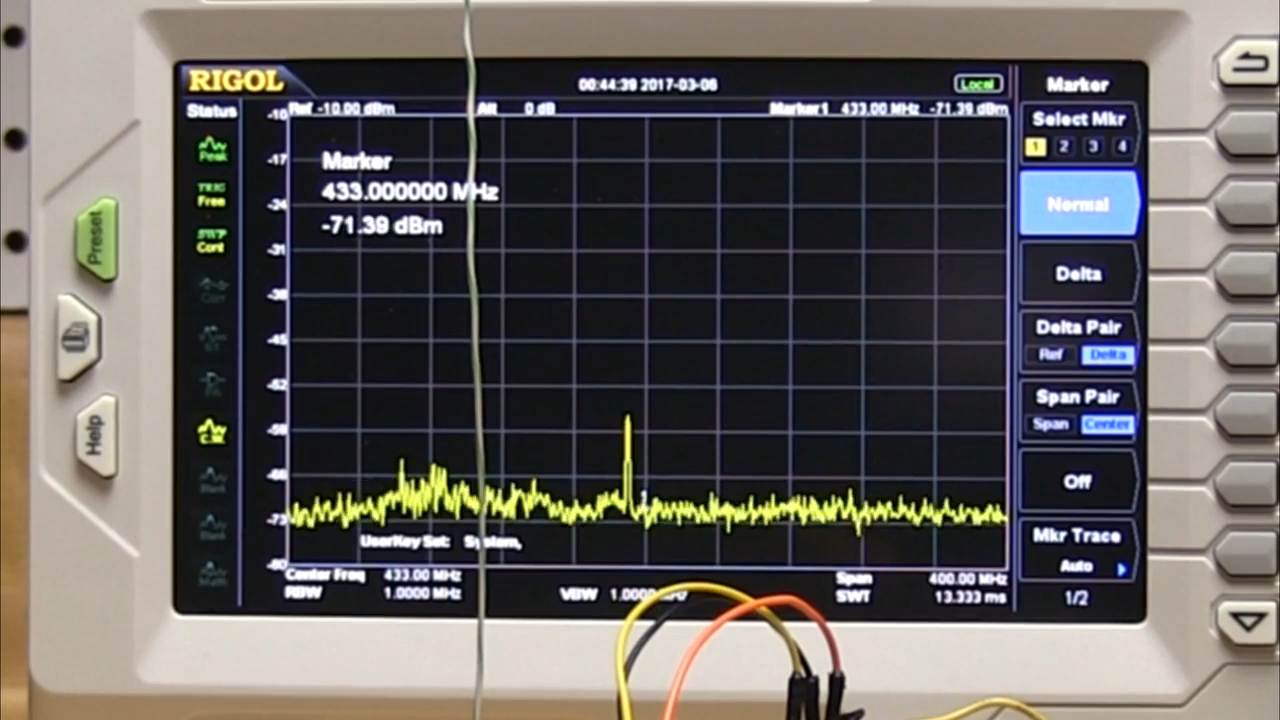 RIGOL
00:44:39 2017-03-06
Local
Marker
Status
Ref -10.00 dBm
Att 0 dB
Marker1 433.00 MHz -71.39 dBm
Select Mkr
1 2 3 4
Peak
TRIG
Free
SWP
Cont
Marker
433.000000 MHz
-71.39 dBm
Normal
Delta
Delta Pair
Ref Delta
Span Pair
Span Center
Off
Mkr Trace
Auto
1/2
-10
-17
-24
-31
-38
-45
-52
-59
-66
-73
-80
UserKey Set: System,
Center Freq 433.00 MHz
Span 400.00 MHz
RBW 1.0000 MHz
VBW 1.0000
SWT 13.333 ms
Preset
Help